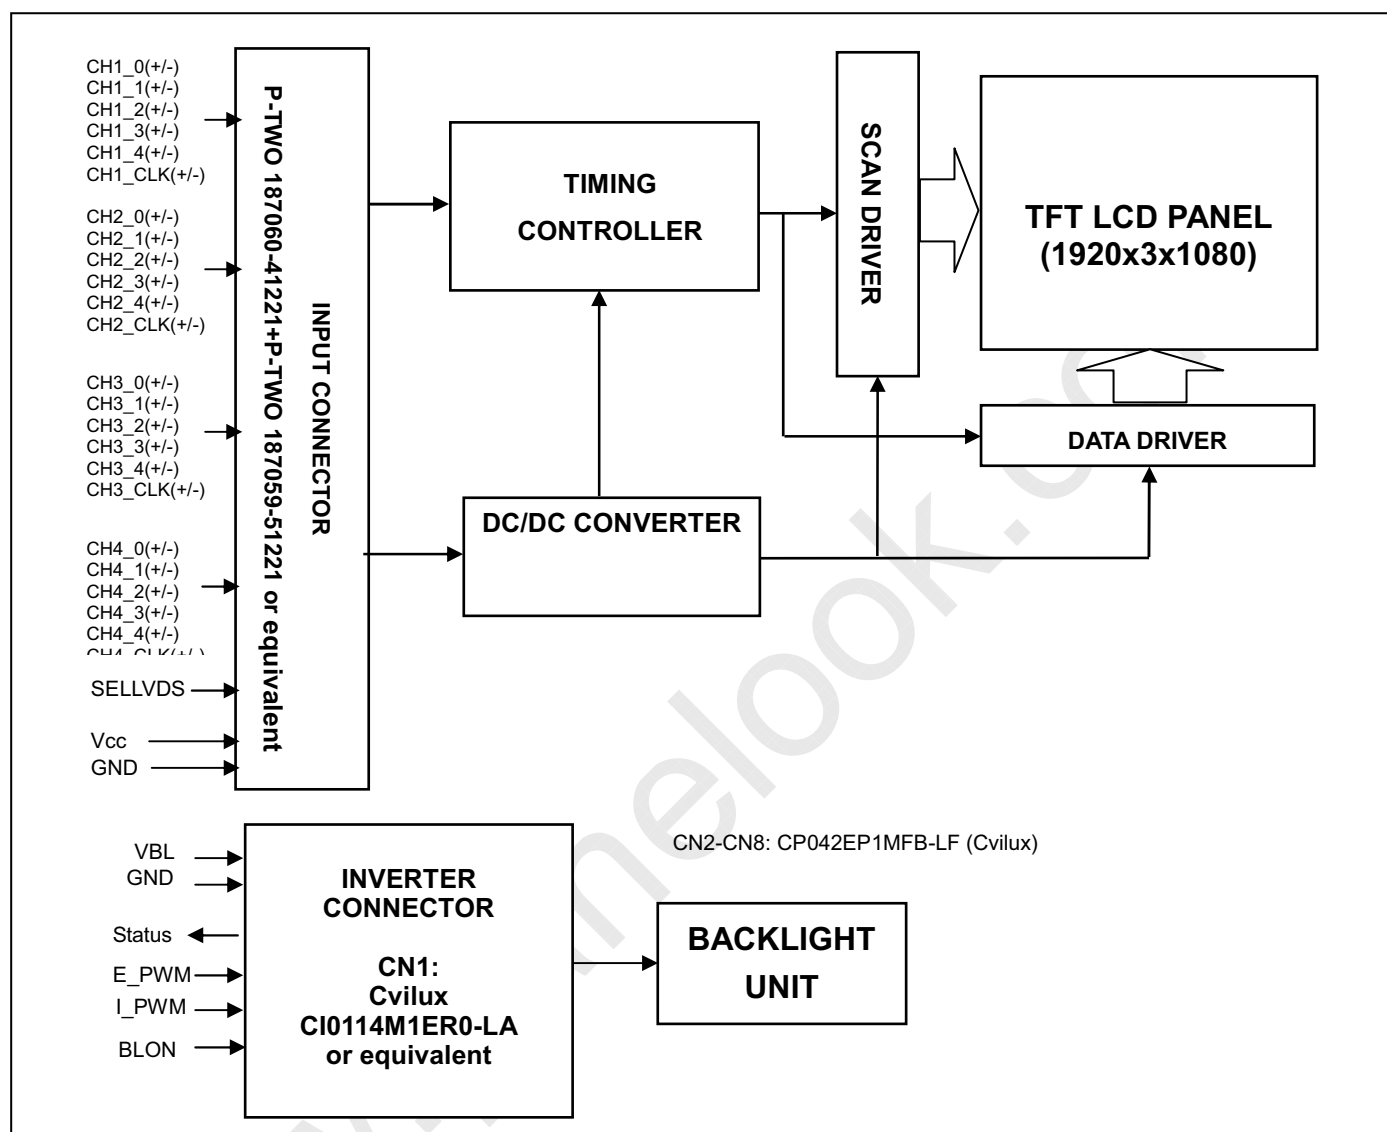 CH1_0(+/-)
CH1_1(+/-)
CH1_2(+/-)
CH1_3(+/-)
CH1_4(+/-)
CH1_CLK(+/-)
CH2_0(+/-)
CH2_1(+/-)
CH2_2(+/-)
CH2_3(+/-)
CH2_4(+/-)
CH2_CLK(+/-)
CH3_0(+/-)
CH3_1(+/-)
CH3_2(+/-)
CH3_3(+/-)
CH3_4(+/-)
CH3_CLK(+/-)
CH4_0(+/-)
CH4_1(+/-)
CH4_2(+/-)
CH4_3(+/-)
CH4_4(+/-)
CH4_CLK(+/-)
SELLVDS
Vcc
GND
INPUT CONNECTOR
P-TWO 187060-41221+P-TWO 187059-51221 or equivalent
TIMING
CONTROLLER
SCAN DRIVER
TFT LCD PANEL
(1920x3x1080)
DATA DRIVER
DC/DC CONVERTER
VBL
GND
Status
E_PWM
I_PWM
BLON
INVERTER
CONNECTOR
CN1:
Cvilux
CI0114M1ER0-LA
or equivalent
CN2-CN8: CP042EP1MFB-LF (Cvilux)
BACKLIGHT
UNIT